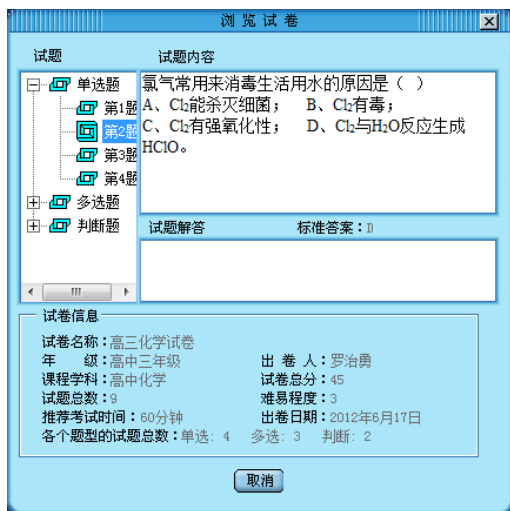 浏览试卷
试题 试题内容
单选题
第1题
第2题
第3题
第4题
多选题
判断题
氯气常用来消毒生活用水的原因是（ ）
A、Cl2能杀灭细菌； B、Cl2有毒；
C、Cl2有强氧化性； D、Cl2与H2O反应生成
HClO。
试题解答 标准答案：D
试卷信息
试卷名称：高三化学试卷
年 级：高中三年级 出 卷 人：罗治勇
课程学科：高中化学 试卷总分：45
试题总数：9 难易程度：3
推荐考试时间：60分钟 出卷日期：2012年6月17日
各个题型的试题总数：单选: 4 多选: 3 判断: 2
取消